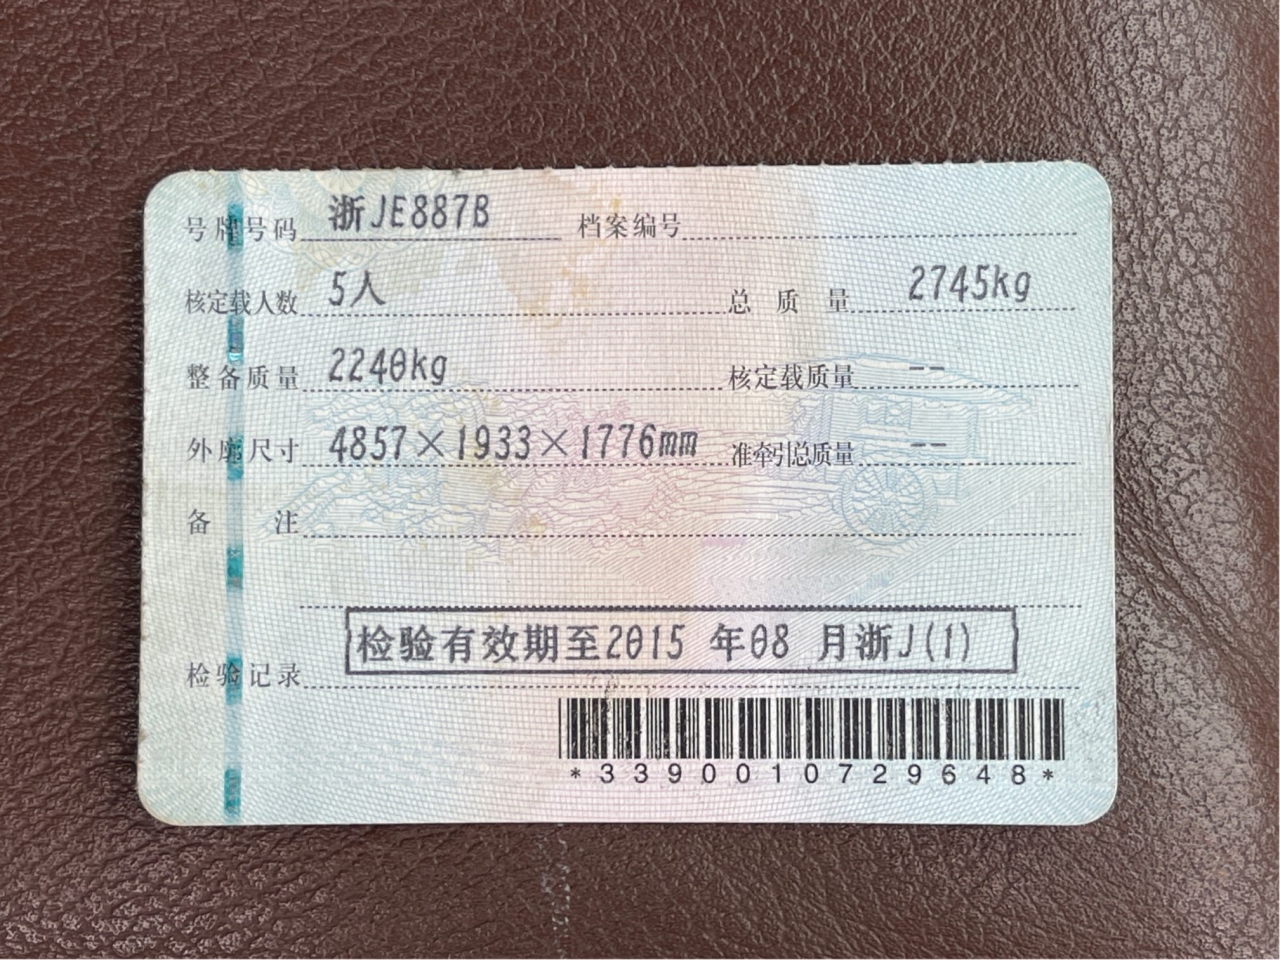 号牌号码 浙JE887B 档案编号
核定载人数 5人 总质量 2745kg
整备质量 2240kg 核定载质量 --
外廓尺寸 4857×1933×1776mm 准牵引总质量 --
备注
检验记录 检验有效期至2015 年08 月浙J(1)
*3390010729648*